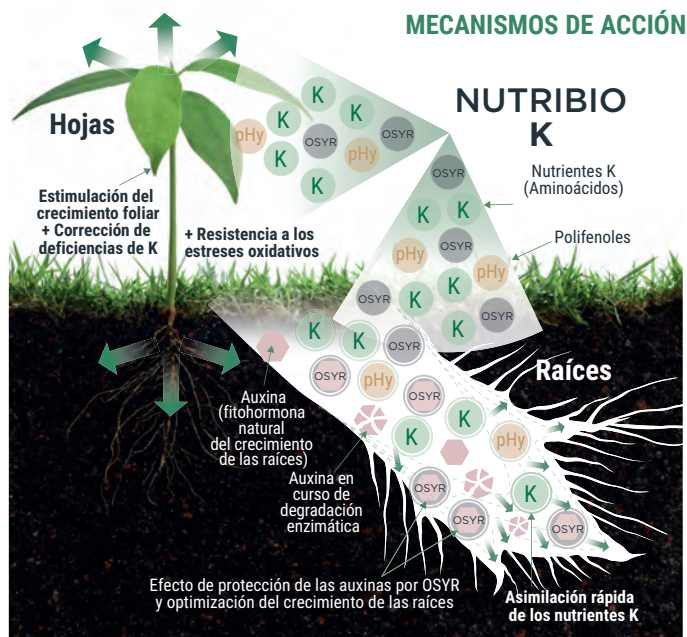 MECANISMOS DE ACCIÓN
NUTRIBIO
K
Hojas
K
K
K
K
pHy
OSYR
OSYR
K
pHy
K
K
Estimulación del
crecimiento foliar
+ Corrección de
deficiencias de K
+ Resistencia a los
estreses oxidativos
OSYR
Nutrientes K
(Aminoácidos)
K
K
OSYR
Polifenoles
pHy
pHy
K
OSYR
K
OSYR
K
Raíces
K
K
OSYR
OSYR
pHy
OSYR
Auxina
(fitohormona
natural
del crecimiento
de las raíces)
K
K
pHy
Auxina en
curso de
degradación
enzimática
OSYR
K
OSYR
OSYR
Efecto de protección de las auxinas por OSYR
y optimización del crecimiento de las raíces
Asimilación rápida
de los nutrientes K